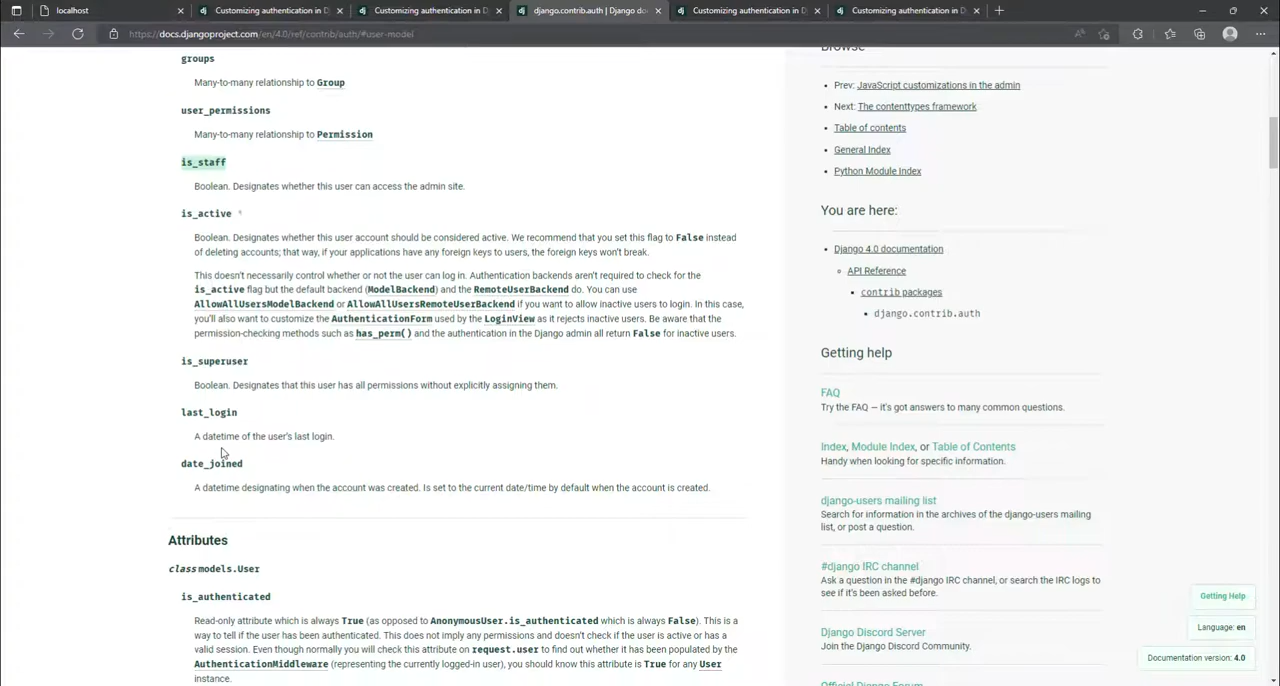 localhost
Customizing authentication in D
Customizing authentication in D
django.contrib.auth | Django do
Customizing authentication in D
Customizing authentication in D
https://docs.djangoproject.com/en/4.0/ref/contrib/auth/#user-model
groups
Many-to-many relationship to Group
user_permissions
Many-to-many relationship to Permission
is_staff
Boolean. Designates whether this user can access the admin site.
is_active ¶
Boolean. Designates whether this user account should be considered active. We recommend that you set this flag to False instead
of deleting accounts; that way, if your applications have any foreign keys to users, the foreign keys won't break.
This doesn't necessarily control whether or not the user can log in. Authentication backends aren't required to check for the
is_active flag but the default backend (ModelBackend) and the RemoteUserBackend do. You can use
AllowAllUsersModelBackend or AllowAllUsersRemoteUserBackend if you want to allow inactive users to login. In this case,
you'll also want to customize the AuthenticationForm used by the LoginView as it rejects inactive users. Be aware that the
permission-checking methods such as has_perm() and the authentication in the Django admin all return False for inactive users.
is_superuser
Boolean. Designates that this user has all permissions without explicitly assigning them.
last_login
A datetime of the user's last login.
date_joined
A datetime designating when the account was created. Is set to the current date/time by default when the account is created.
Attributes
class models.User
is_authenticated
Read-only attribute which is always True (as opposed to AnonymousUser.is_authenticated which is always False). This is a
way to tell if the user has been authenticated. This does not imply any permissions and doesn't check if the user is active or has a
valid session. Even though normally you will check this attribute on request.user to find out whether it has been populated by the
AuthenticationMiddleware (representing the currently logged-in user), you should know this attribute is True for any User
instance.
Browse
Prev: JavaScript customizations in the admin
Next: The contenttypes framework
Table of contents
General Index
Python Module Index
You are here:
Django 4.0 documentation
API Reference
contrib packages
django.contrib.auth
Getting help
FAQ
Try the FAQ — it's got answers to many common questions.
Index, Module Index, or Table of Contents
Handy when looking for specific information.
django-users mailing list
Search for information in the archives of the django-users mailing
list, or post a question.
#django IRC channel
Ask a question in the #django IRC channel, or search the IRC logs to
see if it's been asked before.
Django Discord Server
Join the Django Discord Community.
Official Django Forum
Getting Help
Language: en
Documentation version: 4.0